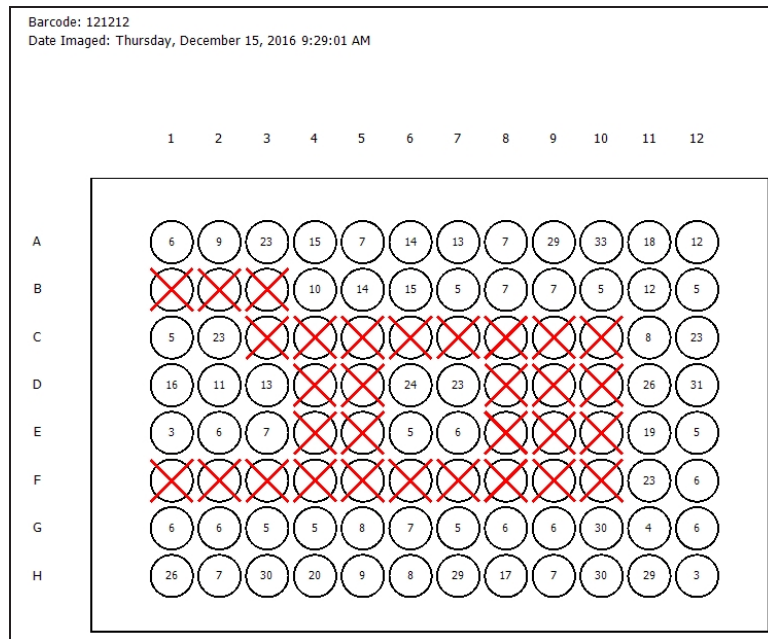 Barcode: 121212
Date Imaged: Thursday, December 15, 2016 9:29:01 AM
1 2 3 4 5 6 7 8 9 10 11 12
A 6 9 23 15 7 14 13 7 29 33 18 12
B 10 14 15 5 7 7 5 12 5
C 5 23 8 23
D 16 11 13 24 23 26 31
E 3 6 7 5 6 19 5
F 23 6
G 6 6 5 5 8 7 5 6 6 30 4 6
H 26 7 30 20 9 8 29 17 7 30 29 3